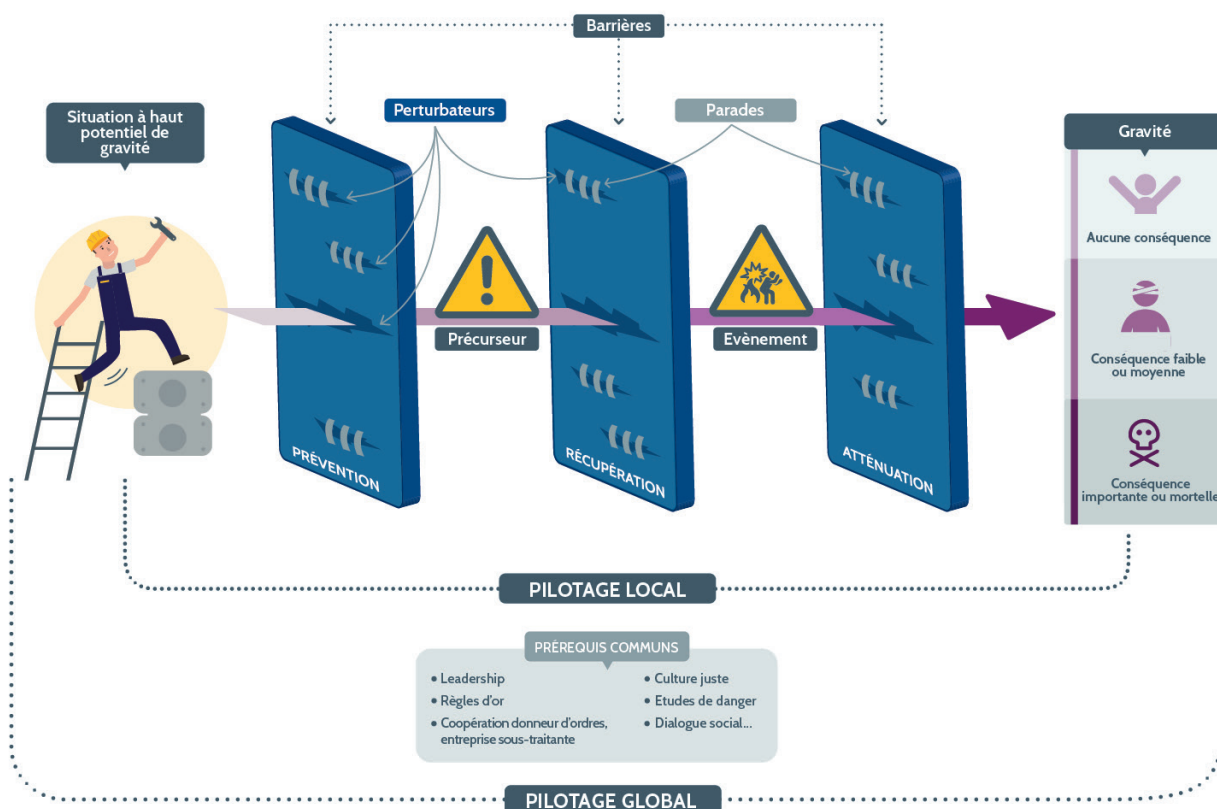 Barrières
Situation à haut
potentiel de
gravité
Perturbateurs
Parades
Gravité
Aucune conséquence
Précurseur
Evènement
Conséquence faible
ou moyenne
PRÉVENTION
RÉCUPÉRATION
ATTÉNUATION
Conséquence
importante ou mortelle
PILOTAGE LOCAL
PRÉREQUIS COMMUNS
• Leadership
• Règles d'or
• Coopération donneur d'ordres,
entreprise sous-traitante
• Culture juste
• Etudes de danger
• Dialogue social...
PILOTAGE GLOBAL